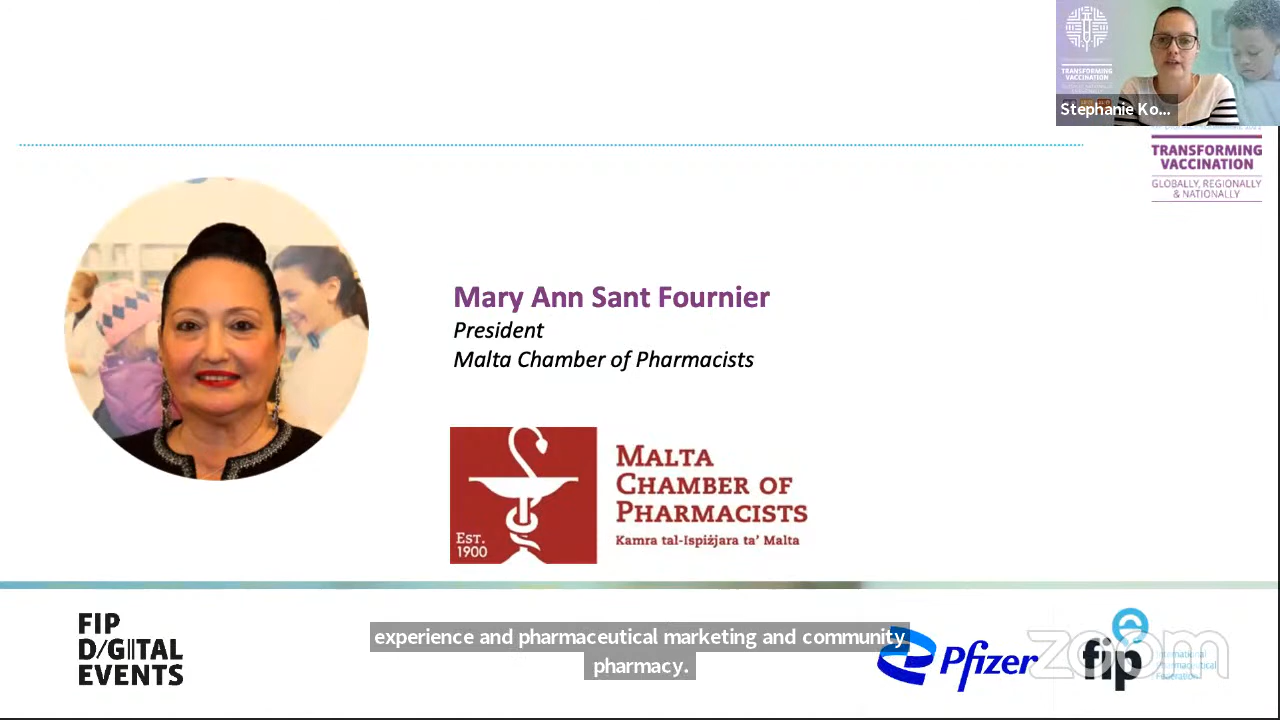 TRANSFORMING
VACCINATION
Stephanie Ko...
TRANSFORMING
VACCINATION
GLOBALLY, REGIONALLY
& NATIONALLY
Mary Ann Sant Fournier
President
Malta Chamber of Pharmacists
MALTA
CHAMBER OF
PHARMACISTS
Kamra tal-Ispiżjara ta' Malta
EST.
1900
FIP
D/G/TAL
EVENTS
experience and pharmaceutical marketing and community
pharmacy.
Pfizer
fip
International
Pharmaceutical
Federation
zoom